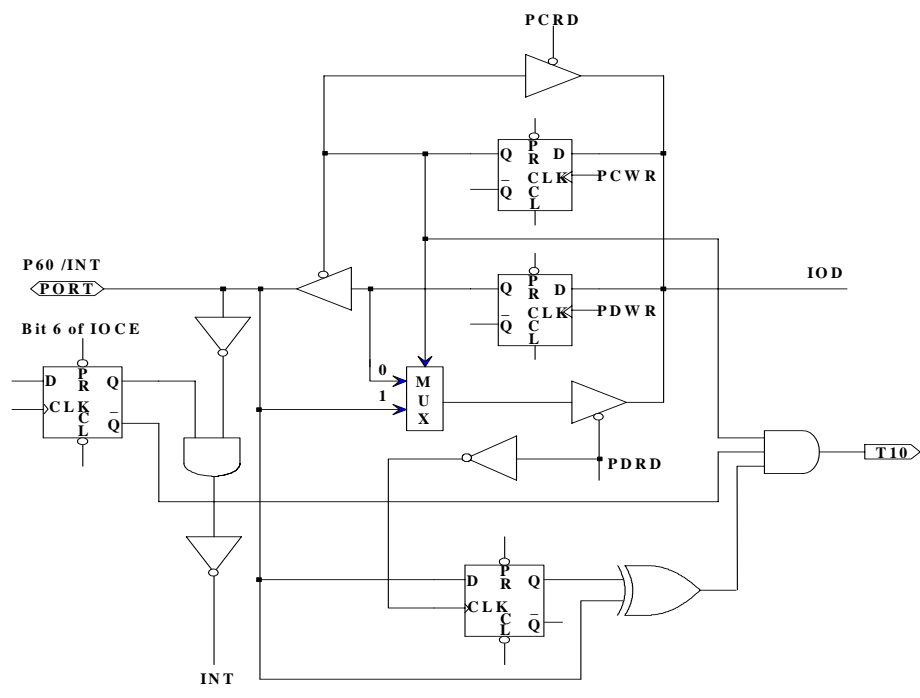 PCRD
Q PR D
CLK PCWR
Q̅ CL
P60 /INT
PORT
IOD
Q PR D
CLK PDWR
Q̅ CL
Bit 6 of IOCE
D PR Q
CLK
CL Q̅
0
1
MUX
PDRD
T10
D PR Q
CLK
CL Q̅
INT